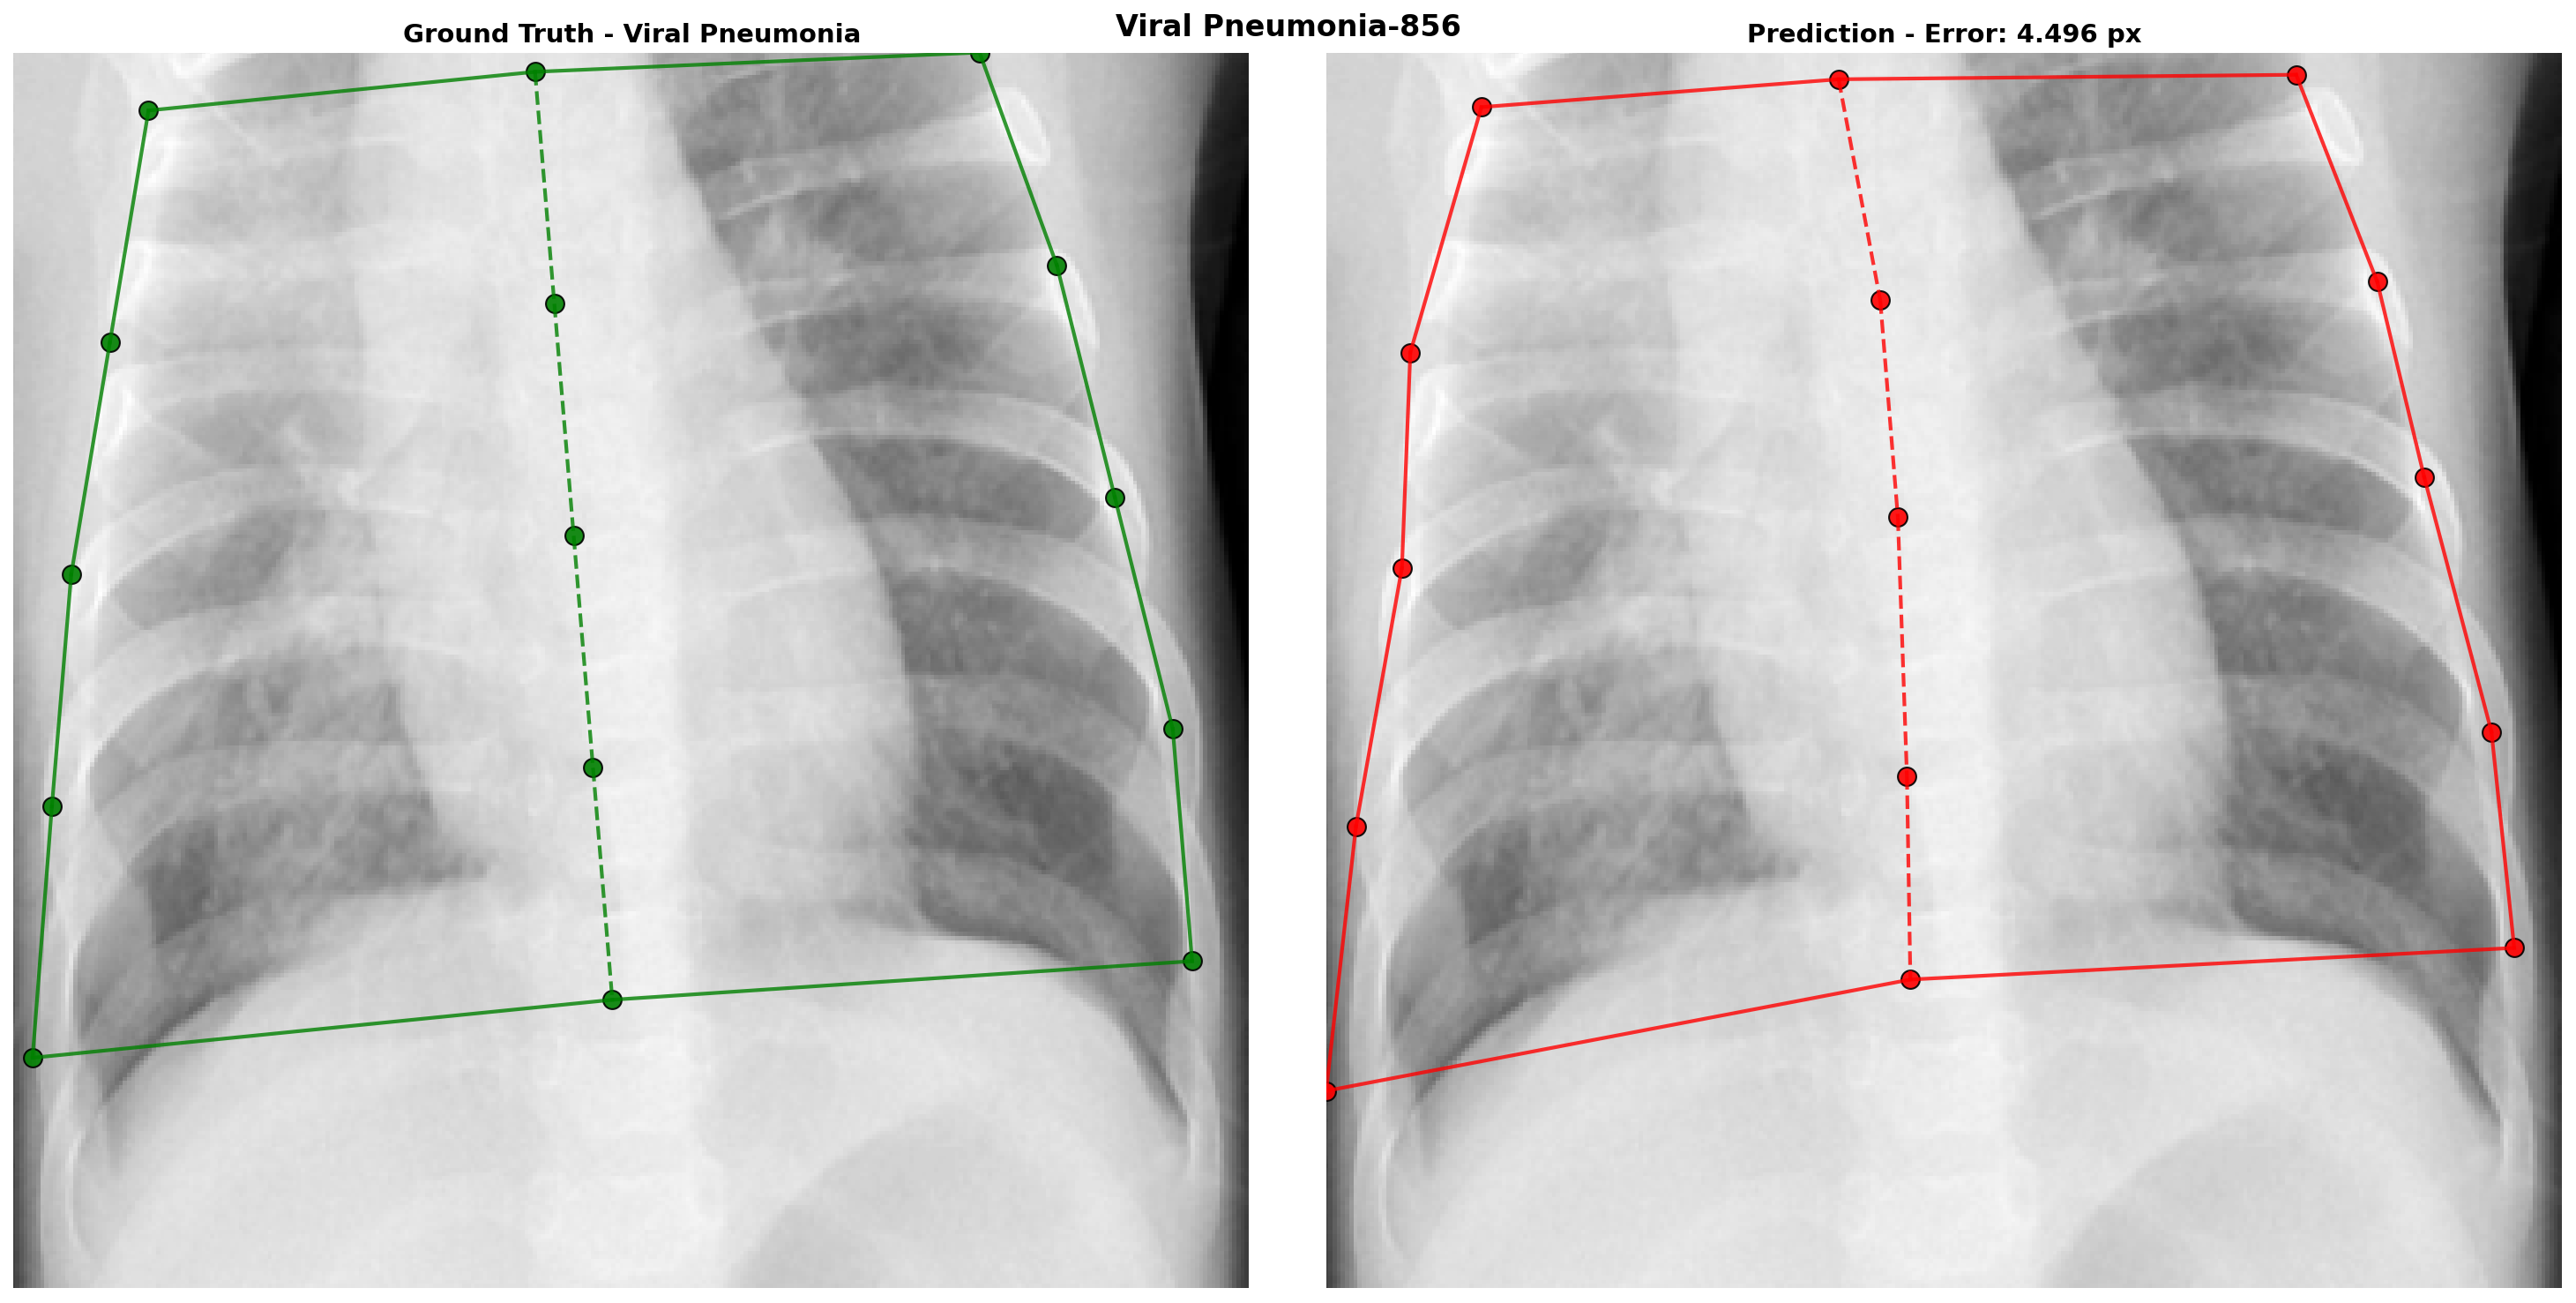 Viral Pneumonia-856
Ground Truth - Viral Pneumonia
Prediction - Error: 4.496 px